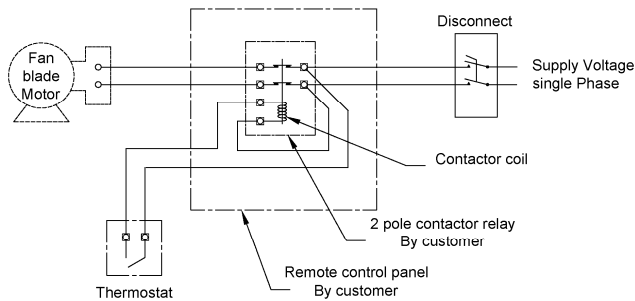 Disconnect
Fan
blade
Motor
Supply Voltage
single Phase
Contactor coil
2 pole contactor relay
By customer
Remote control panel
By customer
Thermostat